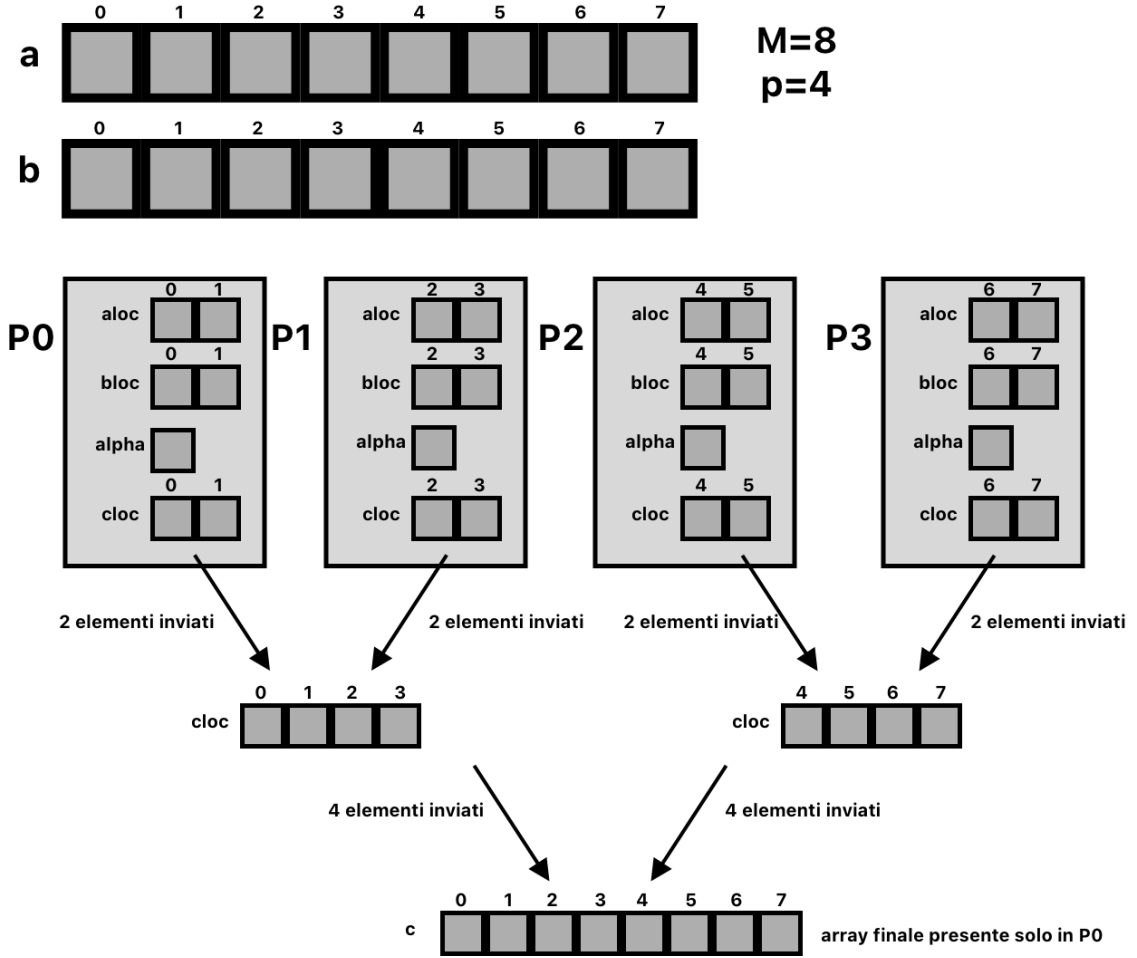 0 1 2 3 4 5 6 7
a
M=8
p=4
0 1 2 3 4 5 6 7
b
P0
0 1
aloc
0 1
bloc
alpha
0 1
cloc
P1
2 3
aloc
2 3
bloc
alpha
2 3
cloc
P2
4 5
aloc
4 5
bloc
alpha
4 5
cloc
P3
6 7
aloc
6 7
bloc
alpha
6 7
cloc
2 elementi inviati
2 elementi inviati
2 elementi inviati
2 elementi inviati
0 1 2 3
cloc
4 5 6 7
cloc
4 elementi inviati
4 elementi inviati
0 1 2 3 4 5 6 7
c
array finale presente solo in P0